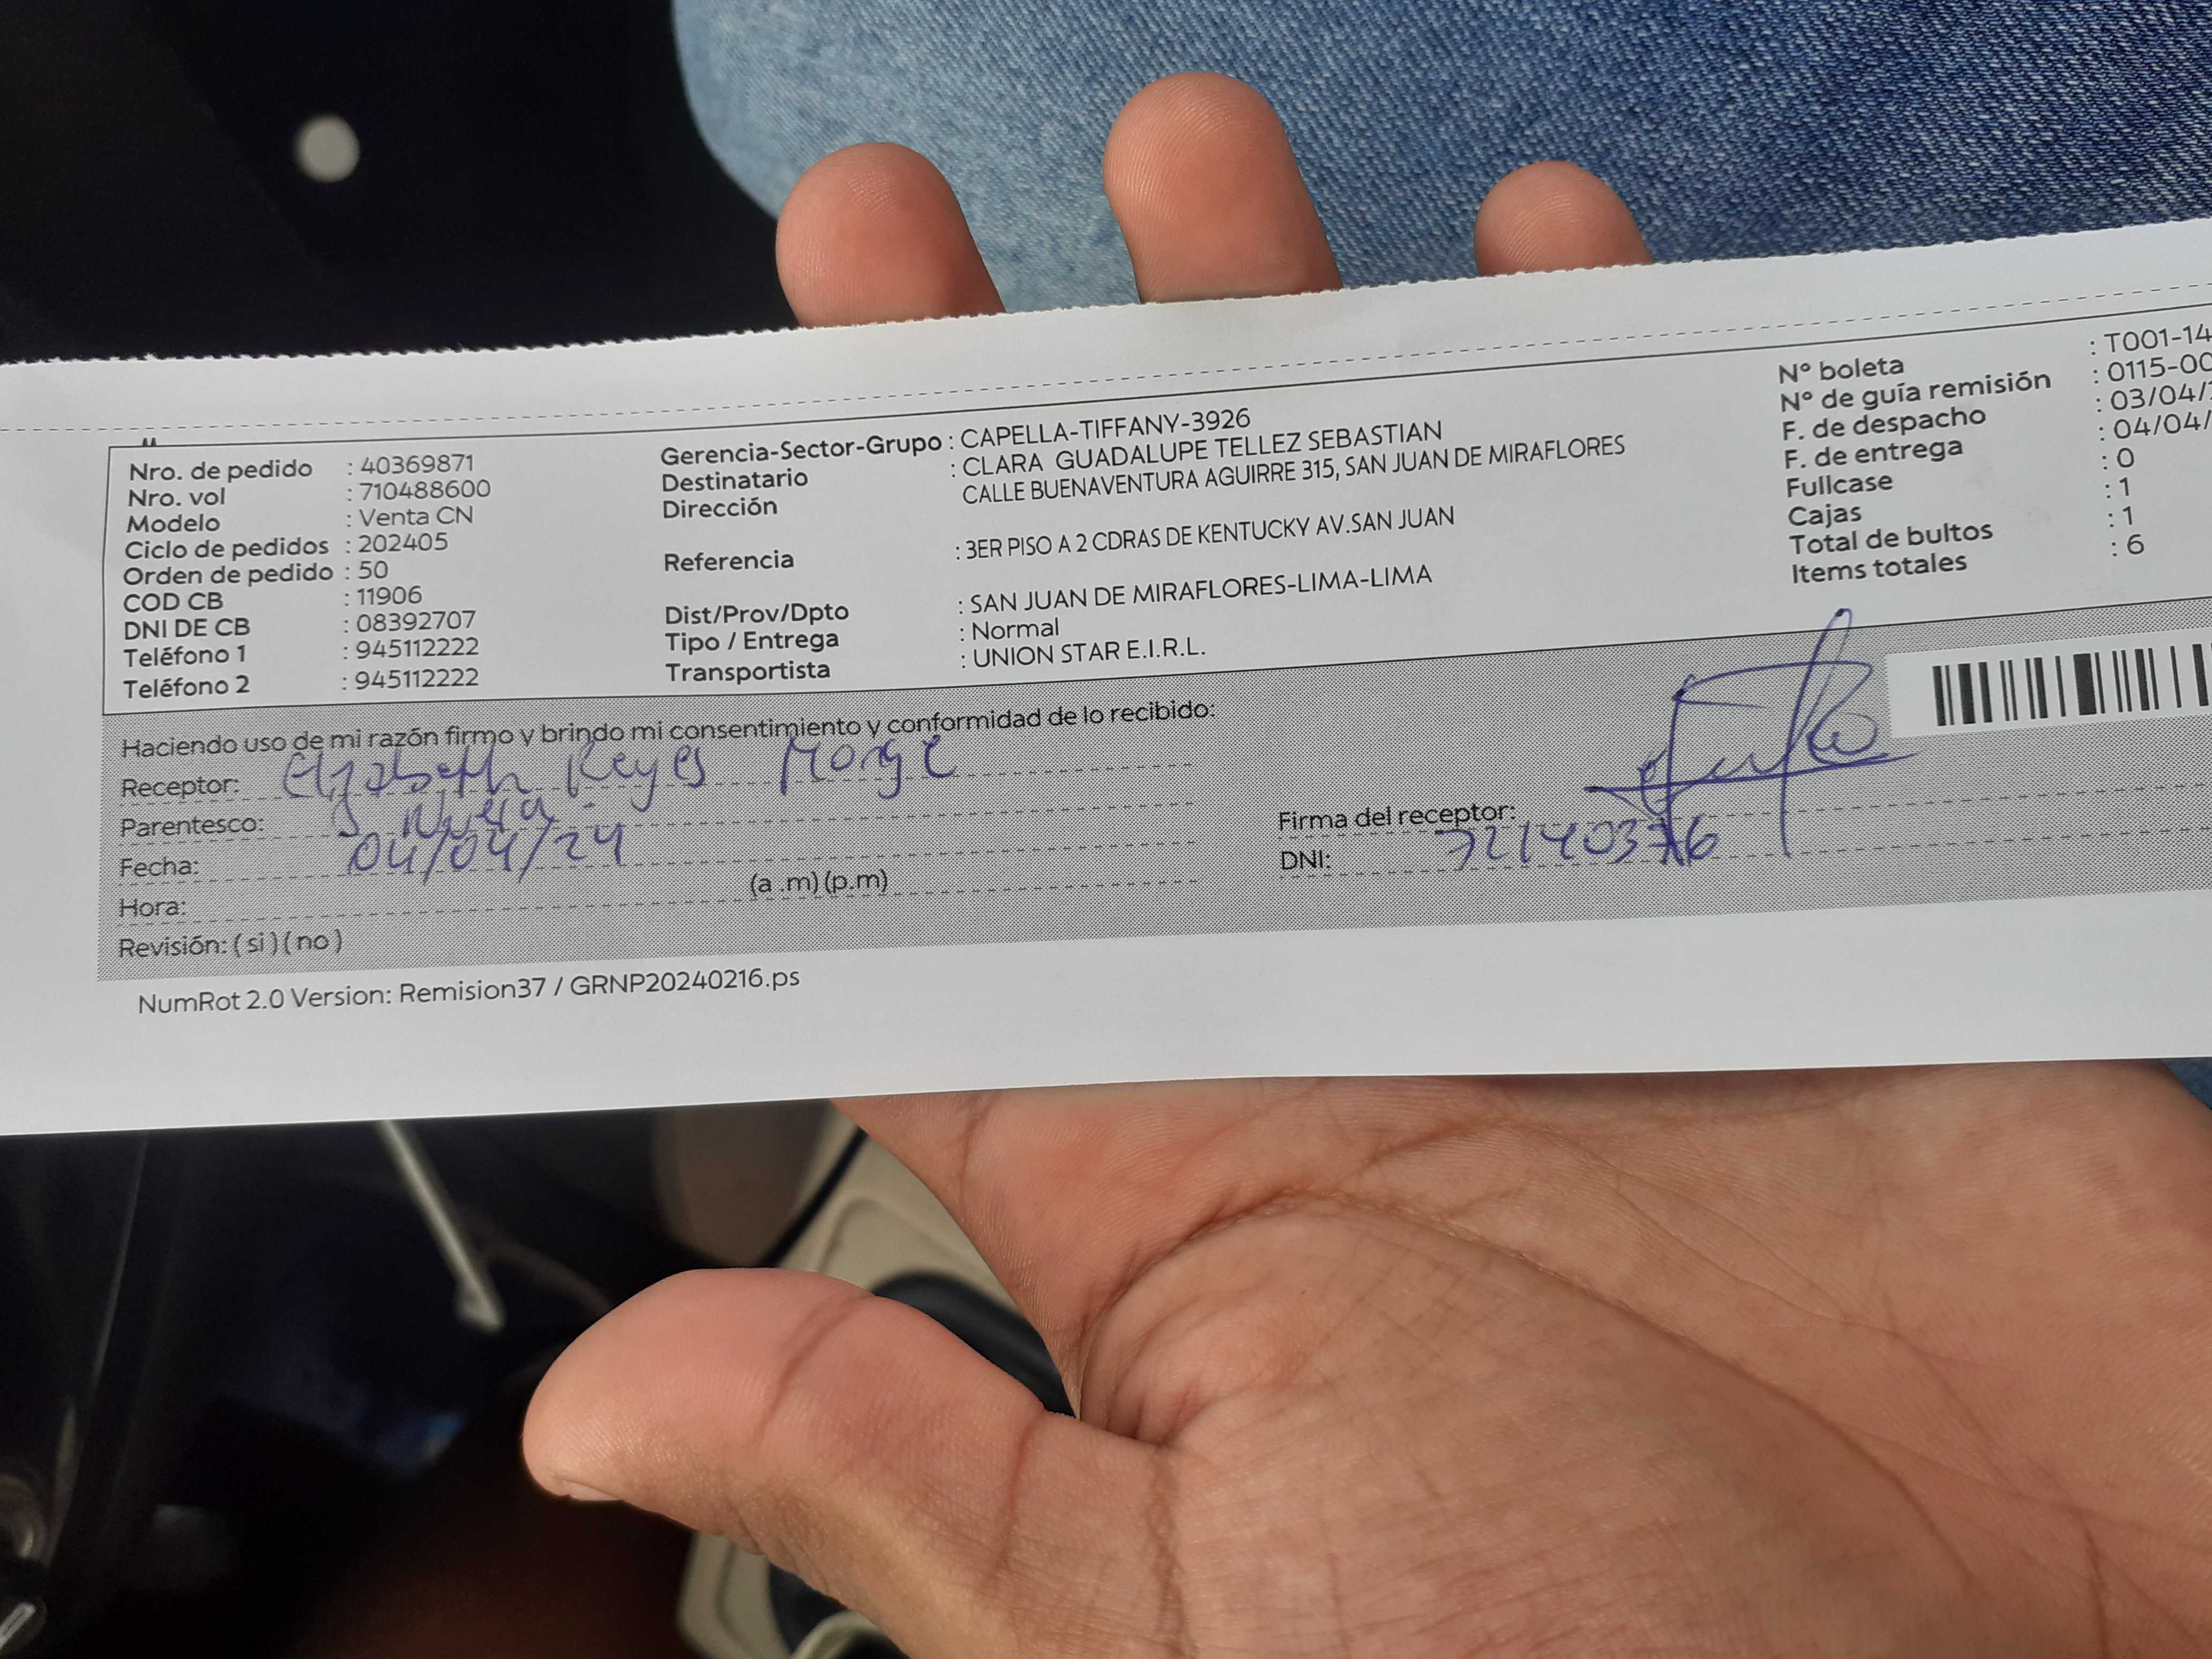 Nro. de pedido : 40369871
Nro. vol : 710488600
Modelo : Venta CN
Ciclo de pedidos : 202405
Orden de pedido : 50
COD CB : 11906
DNI DE CB : 08392707
Teléfono 1 : 945112222
Teléfono 2 : 945112222
Gerencia-Sector-Grupo : CAPELLA-TIFFANY-3926
Destinatario : CLARA GUADALUPE TELLEZ SEBASTIAN
Dirección CALLE BUENAVENTURA AGUIRRE 315, SAN JUAN DE MIRAFLORES
Referencia : 3ER PISO A 2 CDRAS DE KENTUCKY AV.SAN JUAN
Dist/Prov/Dpto : SAN JUAN DE MIRAFLORES-LIMA-LIMA
Tipo / Entrega : Normal
Transportista : UNION STAR E.I.R.L.
N° boleta : T001-14
N° de guía remisión : 0115-00
F. de despacho : 03/04/
F. de entrega : 04/04/
Fullcase : 0
Cajas : 1
Total de bultos : 1
Items totales : 6
Haciendo uso de mi razón firmo y brindo mi consentimiento y conformidad de lo recibido:
Receptor: Elizabeth Reyes Monge
Parentesco: Nuera
Fecha: 04/04/24
Hora: (a .m) (p.m)
Revisión: ( si ) ( no )
Firma del receptor:
DNI: 72140376
NumRot 2.0 Version: Remision37 / GRNP20240216.ps